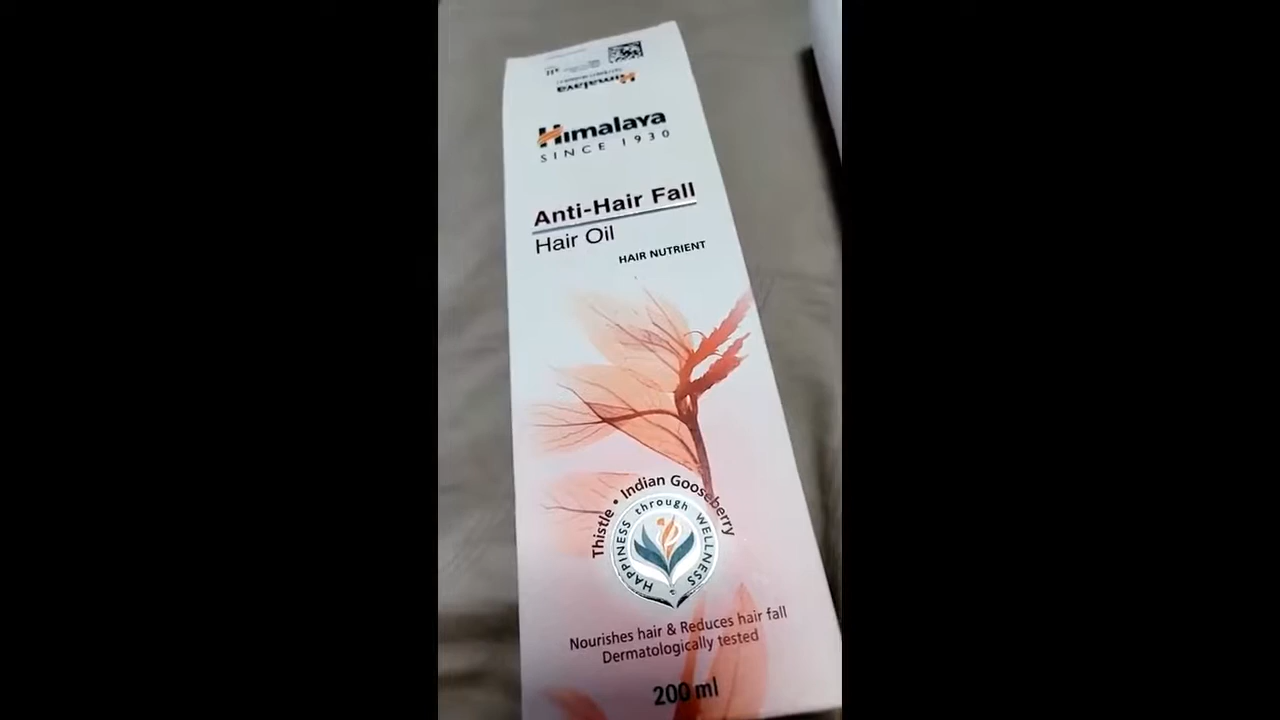 Himalaya
Himalaya
SINCE 1930
Anti-Hair Fall
Hair Oil
HAIR NUTRIENT
Thistle • Indian Gooseberry
HAPPINESS through WELLNESS
Nourishes hair & Reduces hair fall
Dermatologically tested
200 ml